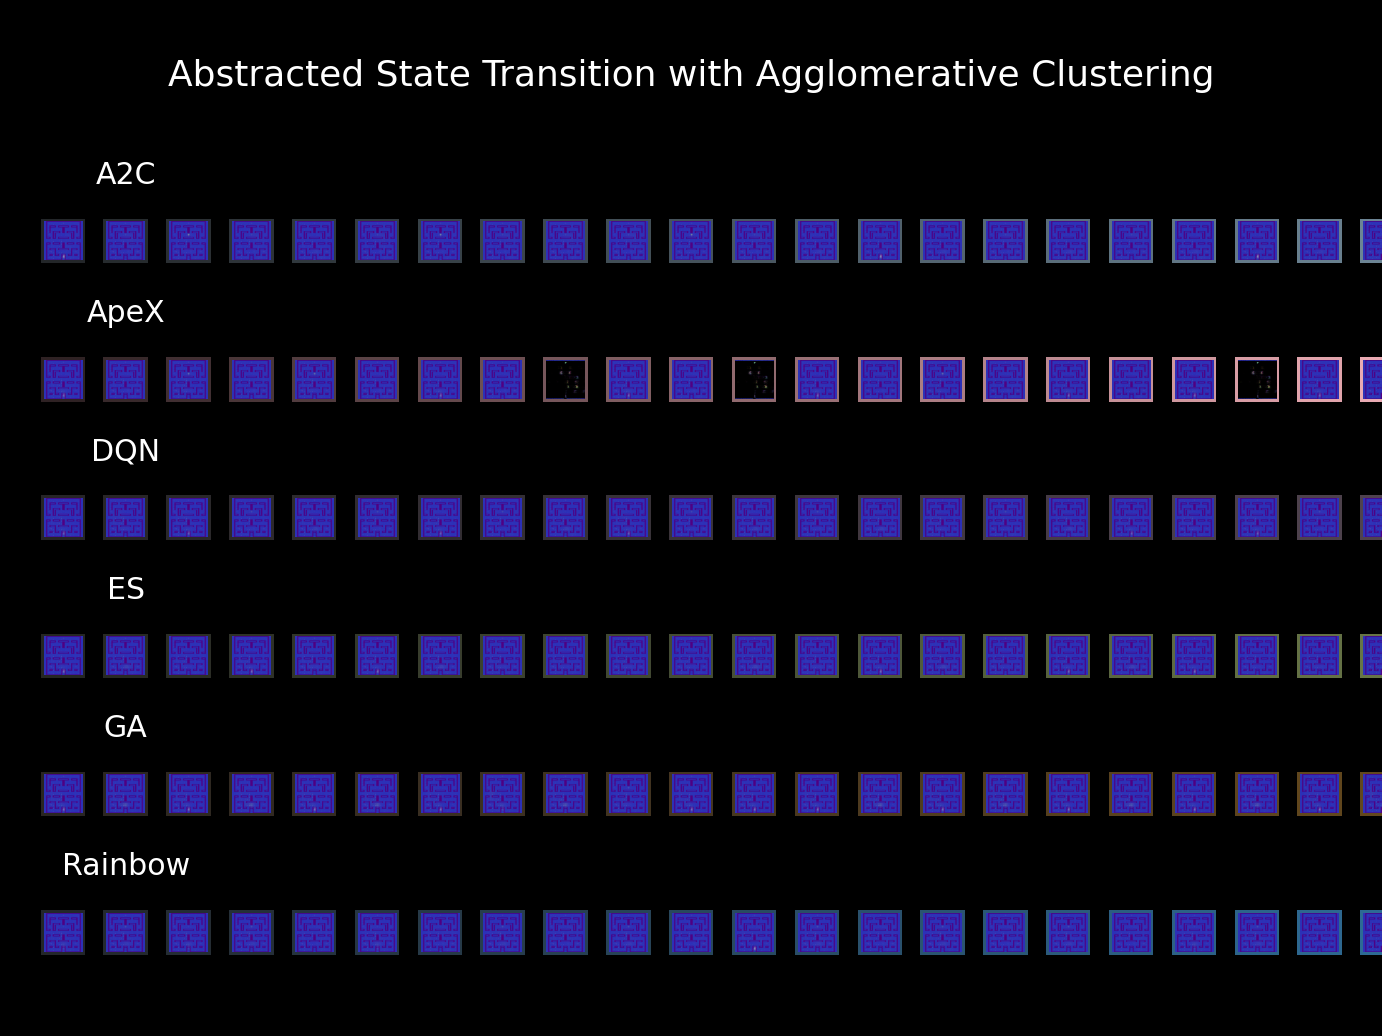 Abstracted State Transition with Agglomerative Clustering
A2C
ApeX
DQN
ES
GA
Rainbow